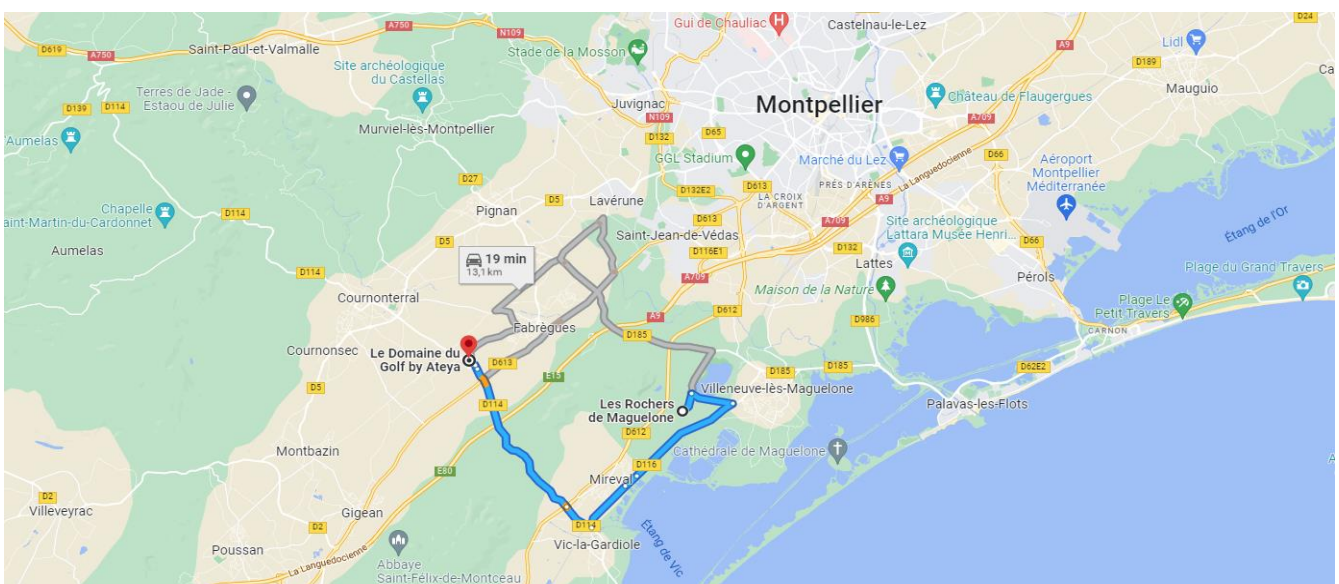 D619
A750
A750
Saint-Paul-et-Valmalle
N109
Gui de Chauliac
H
Castelnau-le-Lez
D24
A9
Lidl
D189
Mauguio
Ca
Stade de la Mosson
Site archéologique
du Castellas
Terres de Jade -
Estaou de Julie
D139
D114
Murviel-lès-Montpellier
Juvignac
N109
D132
D65
Montpellier
Château de Flaugergues
A709
'Aumelas
GGL Stadium
Marché du Lez
La Languedocienne
D66
Aéroport
Montpellier
Méditerranée
D27
D5
Lavérune
D132E2
D613
LA CROIX
D'ARGENT
PRÉS D'ARÈNES
A9
Chapelle
aint-Martin-du-Cardonnet
D114
Pignan
D613
A709
Site archéologique
Lattara Musée Henri...
Étang de l'Or
Aumelas
D5
Saint-Jean-de-Védas
D116E1
D132
D66
19 min
13,1 km
A709
Lattes
Pérols
Plage du Grand Travers
D114
Cournonterral
Maison de la Nature
Plage Le
Petit Travers
A9
D612
D986
Fabrègues
D185
CARNON
Cournonsec
Le Domaine du
Golf by Ateya
D613
E15
D185
D185
D62E2
D5
D114
Villeneuve-lès-Maguelone
Palavas-les-Flots
Les Rochers
de Maguelone
D612
Montbazin
Cathédrale de Maguelone
E80
D116
Mireval
D2
Villeveyrac
Gigean
D2
D114
Poussan
La Languedocienne
Abbaye
Saint-Félix-de-Montceau
Vic-la-Gardiole
Étang de Vic